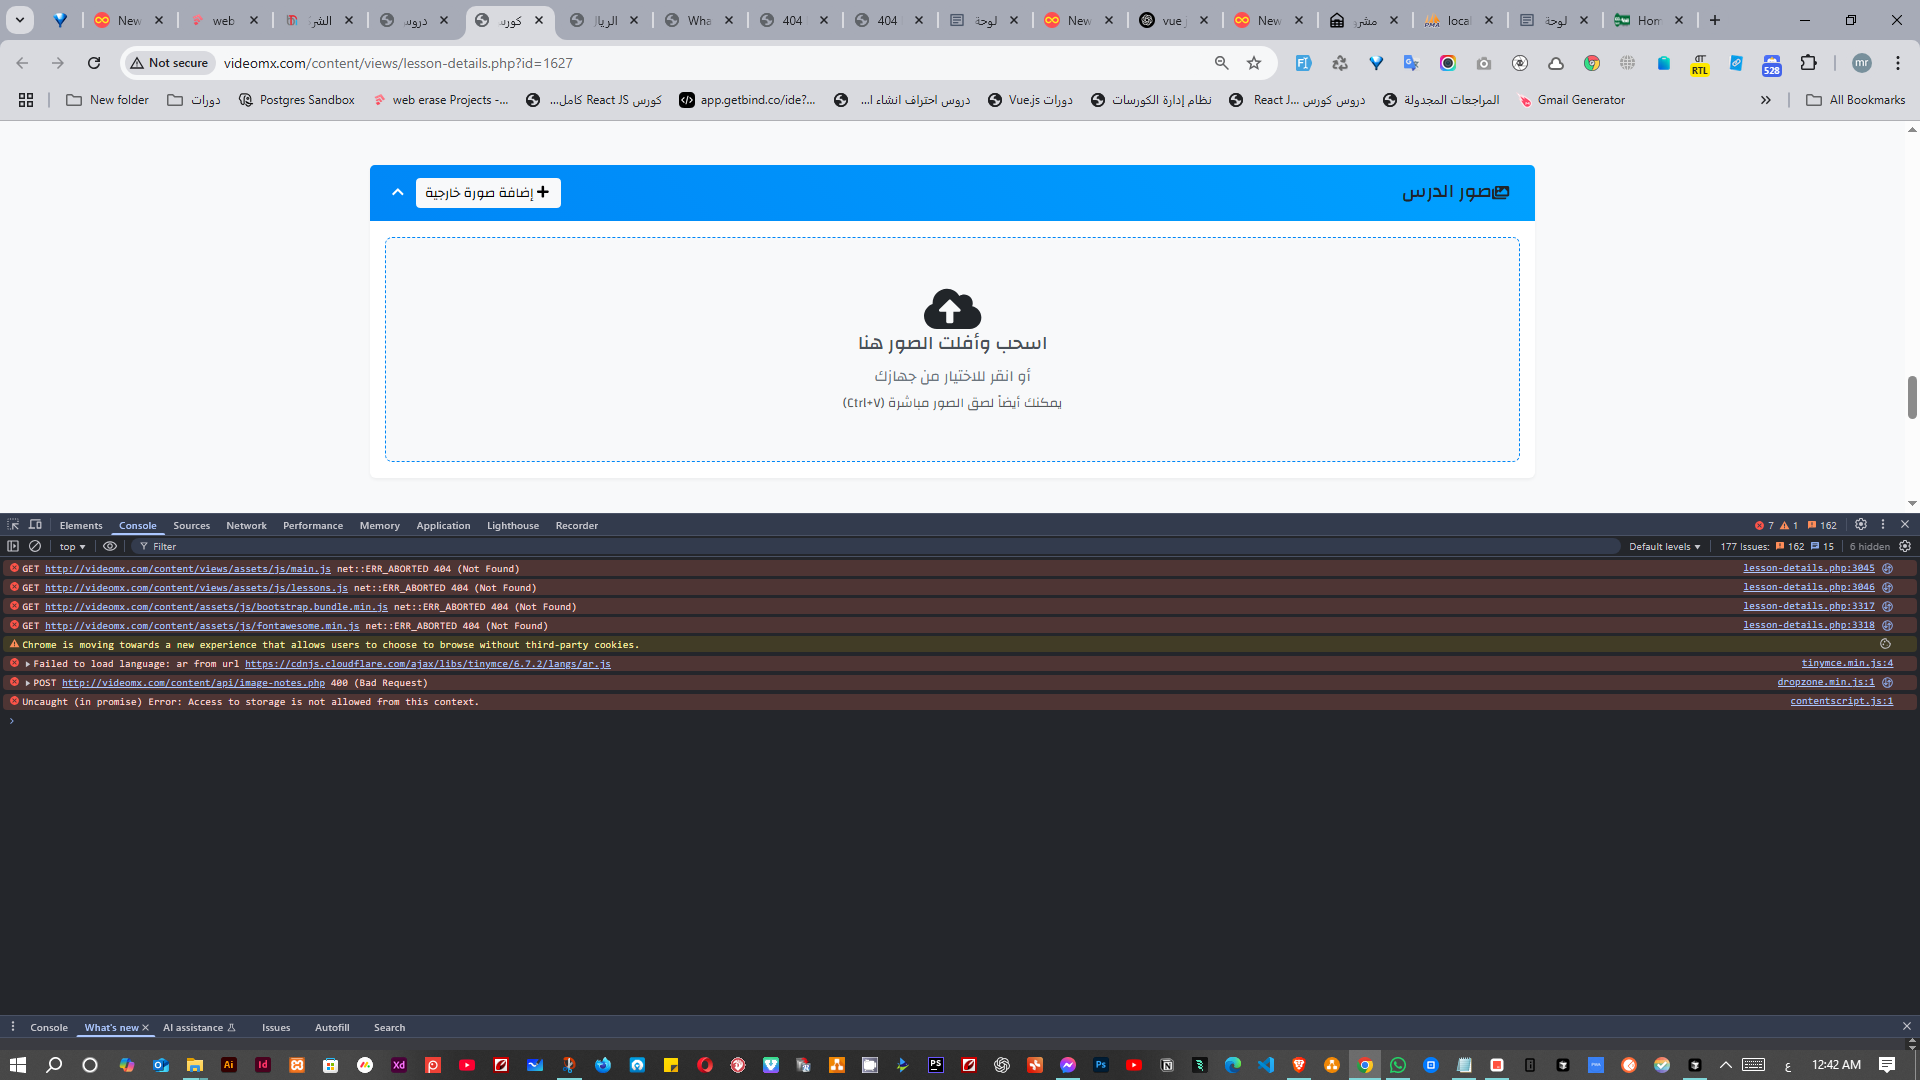 New
web
الشر
دروس
كورس
الريال
Wha
404
404
لوحة
New
vue j
New
مشر
local
لوحة
Hom
Not secure
videomx.com/content/views/lesson-details.php?id=1627
RTL
528
mr
New folder
دورات
Postgres Sandbox
web erase Projects -...
كورس React JS كامل...
app.getbind.co/ide?...
دروس احتراف انشاء ا...
دورات Vue.js
نظام إدارة الكورسات
دروس كورس React J...
المراجعات المجدولة
Gmail Generator
All Bookmarks
صور الدرس
إضافة صورة خارجية
اسحب وأفلت الصور هنا
أو انقر للاختيار من جهازك
يمكنك أيضاً لصق الصور مباشرة (Ctrl+V)
Elements Console Sources Network Performance Memory Application Lighthouse Recorder
7 1 162
top Filter Default levels 177 Issues: 162 15 6 hidden
GET http://videomx.com/content/views/assets/js/main.js net::ERR_ABORTED 404 (Not Found) lesson-details.php:3045
GET http://videomx.com/content/views/assets/js/lessons.js net::ERR_ABORTED 404 (Not Found) lesson-details.php:3046
GET http://videomx.com/content/assets/js/bootstrap.bundle.min.js net::ERR_ABORTED 404 (Not Found) lesson-details.php:3317
GET http://videomx.com/content/assets/js/fontawesome.min.js net::ERR_ABORTED 404 (Not Found) lesson-details.php:3318
Chrome is moving towards a new experience that allows users to choose to browse without third-party cookies.
Failed to load language: ar from url https://cdnjs.cloudflare.com/ajax/libs/tinymce/6.7.2/langs/ar.js tinymce.min.js:4
POST http://videomx.com/content/api/image-notes.php 400 (Bad Request) dropzone.min.js:1
Uncaught (in promise) Error: Access to storage is not allowed from this context. contentscript.js:1
Console What's new AI assistance Issues Autofill Search
Ai
Id
Xd
PS
Ps
ع
12:42 AM